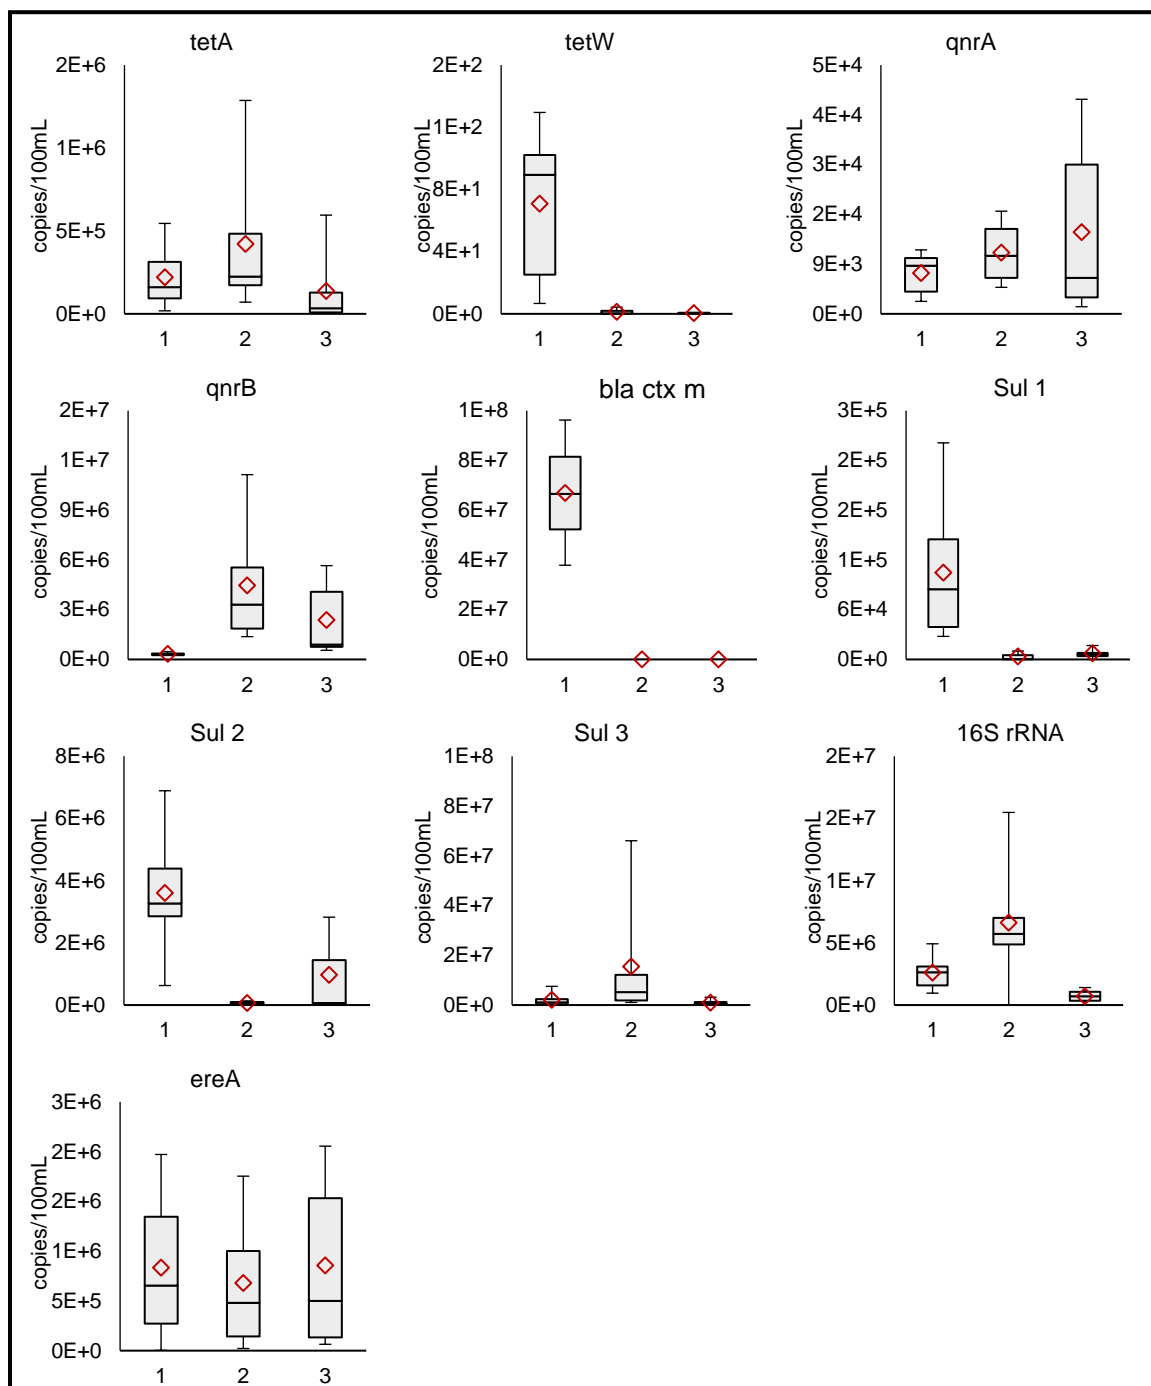 tetA
copies/100mL
2E+6
1E+6
5E+5
0E+0
1 2 3
tetW
copies/100mL
2E+2
1E+2
8E+1
4E+1
0E+0
1 2 3
qnrA
copies/100mL
5E+4
4E+4
3E+4
2E+4
9E+3
0E+0
1 2 3
qnrB
copies/100mL
2E+7
1E+7
9E+6
6E+6
3E+6
0E+0
1 2 3
bla ctx m
copies/100mL
1E+8
8E+7
6E+7
4E+7
2E+7
0E+0
1 2 3
Sul 1
copies/100mL
3E+5
2E+5
2E+5
1E+5
6E+4
0E+0
1 2 3
Sul 2
copies/100mL
8E+6
6E+6
4E+6
2E+6
0E+0
1 2 3
Sul 3
copies/100mL
1E+8
8E+7
6E+7
4E+7
2E+7
0E+0
1 2 3
16S rRNA
copies/100mL
2E+7
2E+7
1E+7
5E+6
0E+0
1 2 3
ereA
copies/100mL
3E+6
2E+6
2E+6
1E+6
5E+5
0E+0
1 2 3